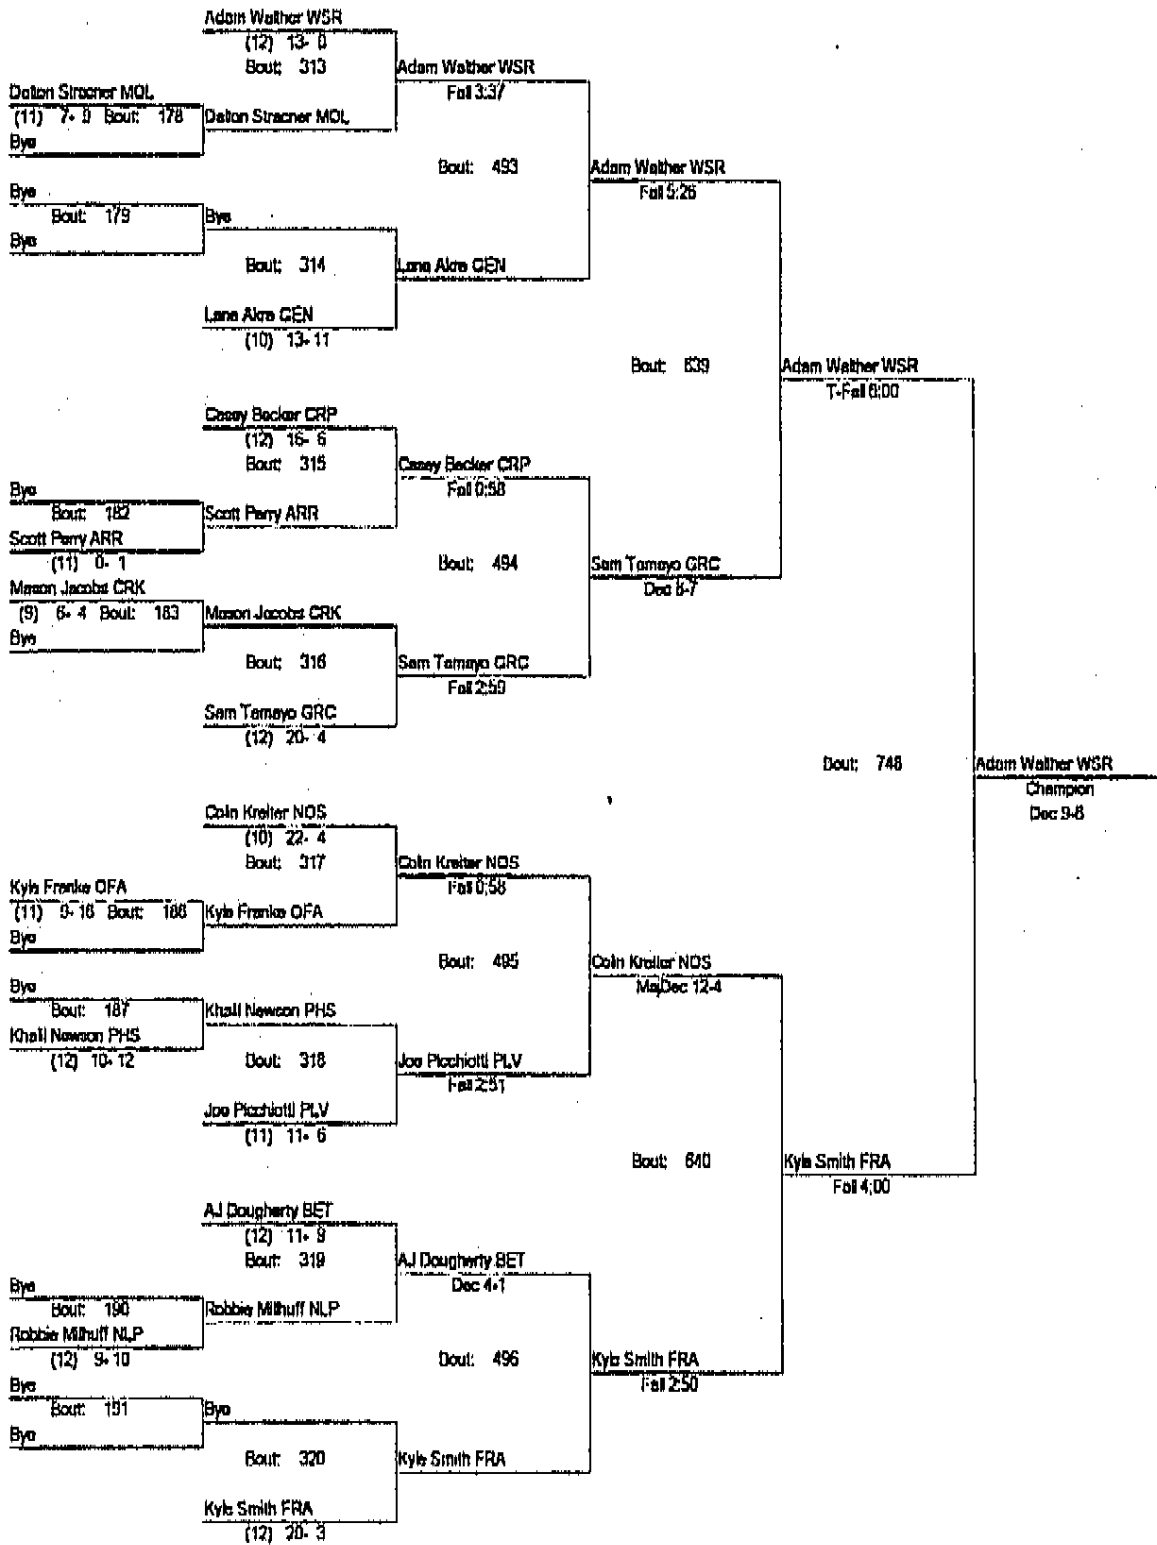 Adam Walther WSR
(12) 13- 0
Bout: 313
Adam Walther WSR
Fall 3:37
Dalton Stracner MOL
(11) 7- 9 Bout: 178
Dalton Stracner MOL
Bye
Bout: 493
Adam Walther WSR
Fall 5:26
Bye
Bout: 179
Bye
Bye
Bout: 314
Lane Akre GEN
Lane Akre GEN
(10) 13- 11
Bout: 639
Adam Walther WSR
T-Fall 6:00
Casey Becker CRP
(12) 16- 6
Bout: 315
Casey Becker CRP
Fall 0:58
Bye
Bout: 182
Scott Perry ARR
Scott Perry ARR
(11) 0- 1
Bout: 494
Sam Tamayo GRC
Dec
Mason Jacobs CRK
(9) 6- 4 Bout: 183
Mason Jacobs CRK
Bye
Bout: 316
Sam Tamayo GRC
Fall 2:59
Sam Tamayo GRC
(12) 20- 4
Bout: 748
Adam Walther WSR
Champion
Dec
Colin Kreiter NOS
(10) 22- 4
Bout: 317
Colin Kreiter NOS
Fall 0:58
Kyle Franke OFA
(11) 9- 16 Bout: 186
Kyle Franke OFA
Bye
Bout: 495
Colin Kreiter NOS
MajDec 12-4
Bye
Bout: 187
Khalil Newson PHS
Khalil Newson PHS
(12) 10- 12
Bout: 318
Joe Picchiotti PLV
Fall 2:51
Joe Picchiotti PLV
(11) 11- 6
Bout: 640
Kyle Smith FRA
Fall 4:00
AJ Dougherty BET
(12) 11- 9
Bout: 319
AJ Dougherty BET
Dec 4-1
Bye
Bout: 190
Robbie Milhuff NLP
Robbie Milhuff NLP
(12) 9- 10
Bout: 496
Kyle Smith FRA
Fall 2:50
Bye
Bout: 191
Bye
Bye
Bout: 320
Kyle Smith FRA
Kyle Smith FRA
(12) 20- 3